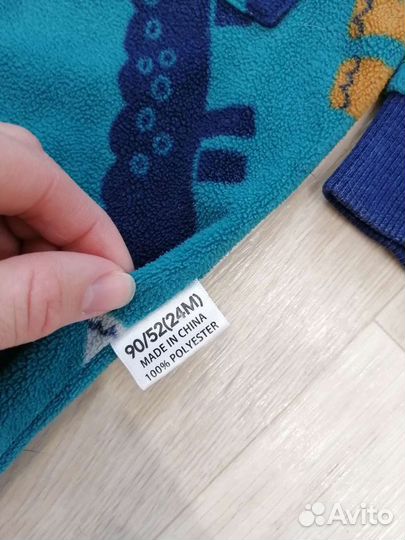 90/52(24M)
MADE IN CHINA
100% POLYESTER
Avito